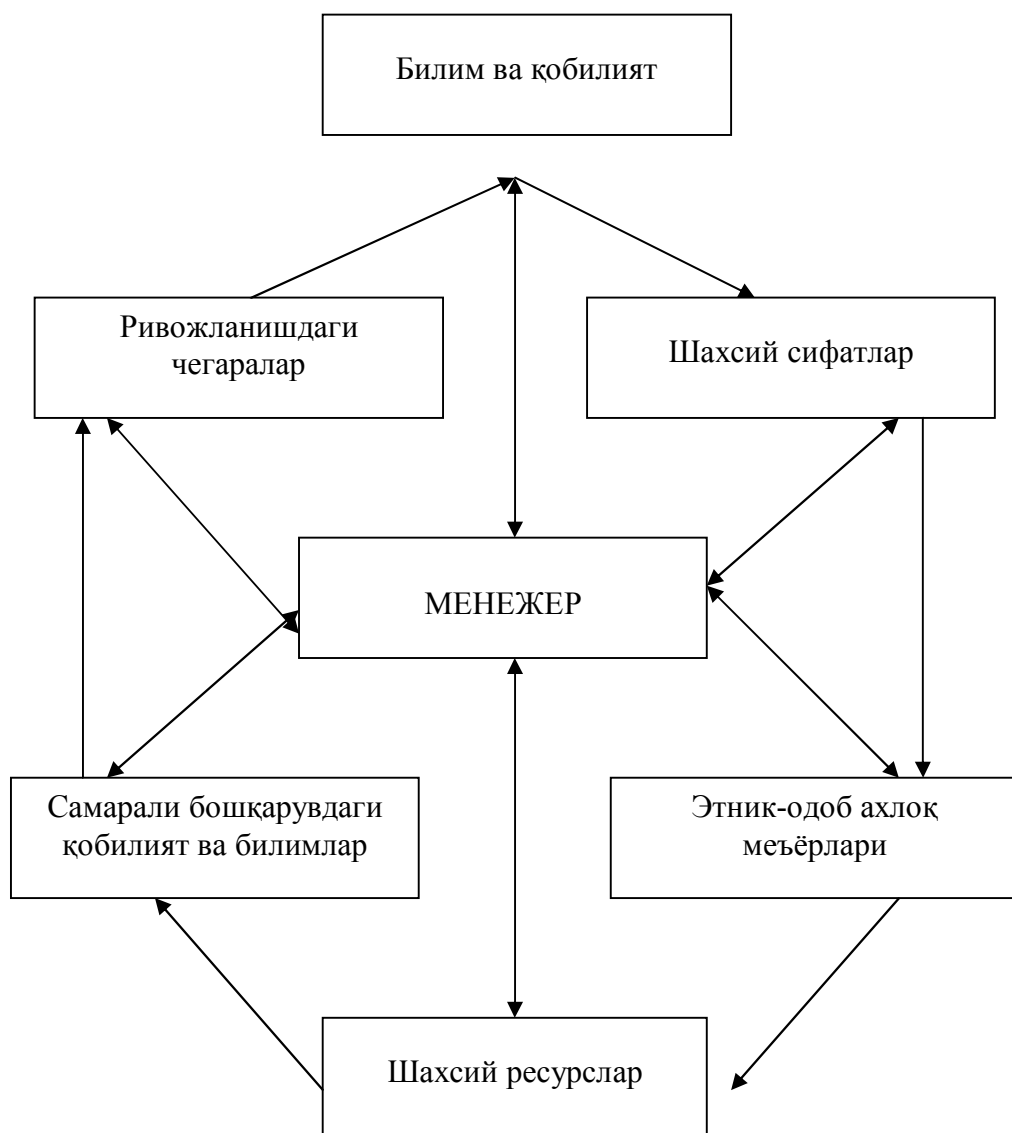 Билим ва қобилият
Ривожланишдаги
чегаралар
Шахсий сифатлар
МЕНЕЖЕР
Самарали бошқарувдаги
қобилият ва билимлар
Этник-одоб ахлоқ
меъёрлари
Шахсий ресурслар